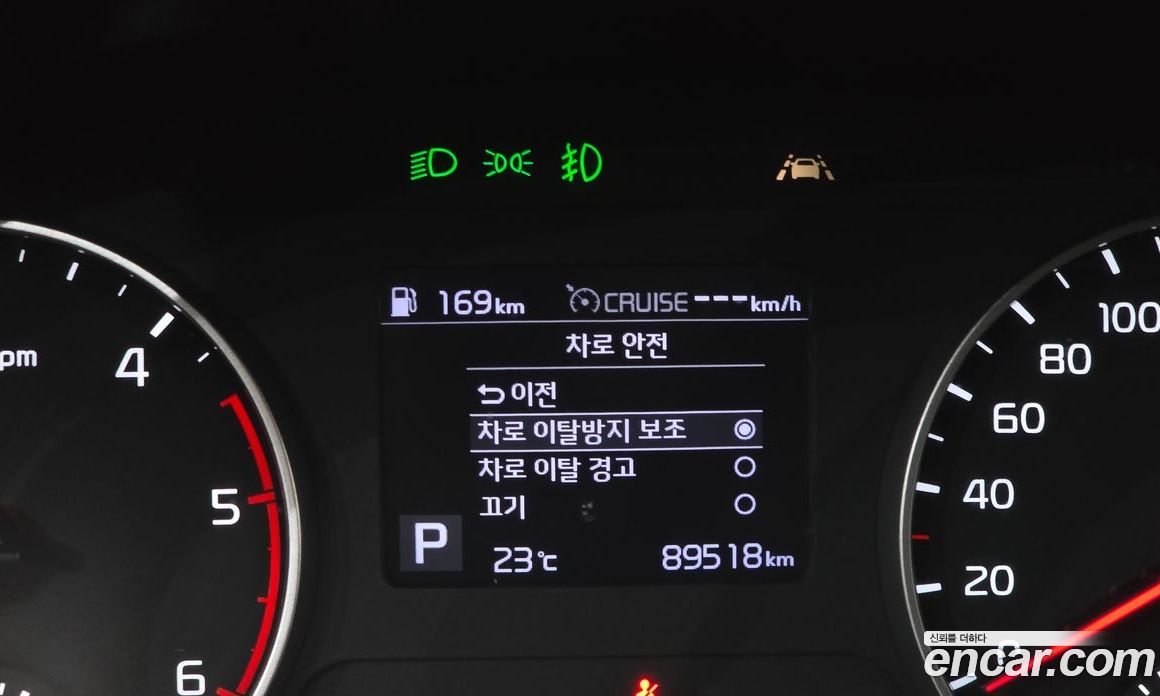 169km CRUISE ---km/h
차로 안전
이전
차로 이탈방지 보조
차로 이탈 경고
끄기
P
23℃ 89518km
pm
4
5
6
100
80
60
40
20
0
신뢰를 더하다
encar.com